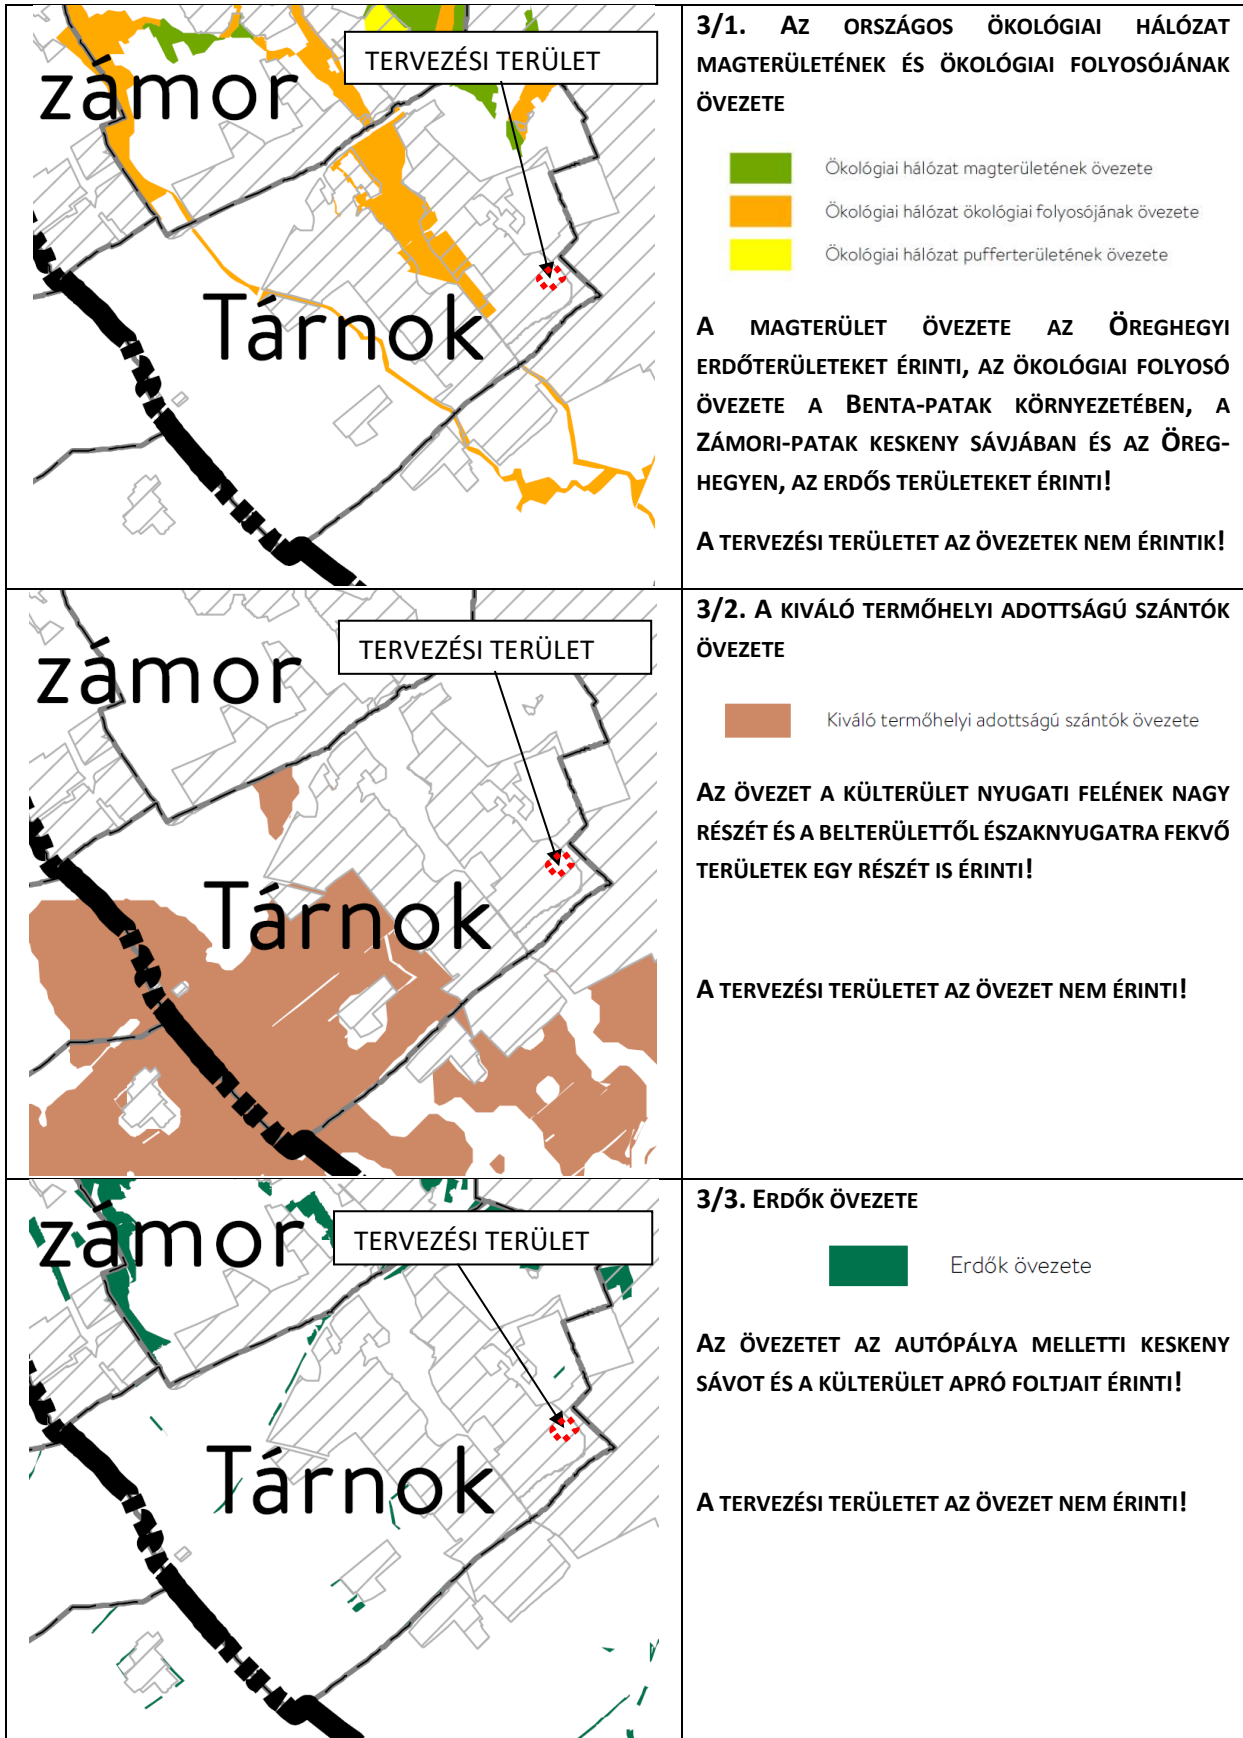 zámor
TERVEZÉSI TERÜLET
Tárnok
3/1. AZ ORSZÁGOS ÖKOLÓGIAI HÁLÓZAT
MAGTERÜLETÉNEK ÉS ÖKOLÓGIAI FOLYOSÓJÁNAK
ÖVEZETE
Ökológiai hálózat magterületének övezete
Ökológiai hálózat ökológiai folyosójának övezete
Ökológiai hálózat pufferterületének övezete
A MAGTERÜLET ÖVEZETE AZ ÖREGHEGYI
ERDŐTERÜLETEKET ÉRINTI, AZ ÖKOLÓGIAI FOLYOSÓ
ÖVEZETE A BENTA-PATAK KÖRNYEZETÉBEN, A
ZÁMORI-PATAK KESKENY SÁVJÁBAN ÉS AZ ÖREG-
HEGYEN, AZ ERDŐS TERÜLETEKET ÉRINTI!
A TERVEZÉSI TERÜLETET AZ ÖVEZETEK NEM ÉRINTIK!
zámor
TERVEZÉSI TERÜLET
Tárnok
3/2. A KIVÁLÓ TERMŐHELYI ADOTTSÁGÚ SZÁNTÓK
ÖVEZETE
Kiváló termőhelyi adottságú szántók övezete
AZ ÖVEZET A KÜLTERÜLET NYUGATI FELÉNEK NAGY
RÉSZÉT ÉS A BELTERÜLETTŐL ÉSZAKNYUGATRA FEKVŐ
TERÜLETEK EGY RÉSZÉT IS ÉRINTI!
A TERVEZÉSI TERÜLETET AZ ÖVEZET NEM ÉRINTI!
zámor
TERVEZÉSI TERÜLET
Tárnok
3/3. ERDŐK ÖVEZETE
Erdők övezete
AZ ÖVEZETET AZ AUTÓPÁLYA MELLETTI KESKENY
SÁVOT ÉS A KÜLTERÜLET APRÓ FOLTJAIT ÉRINTI!
A TERVEZÉSI TERÜLETET AZ ÖVEZET NEM ÉRINTI!